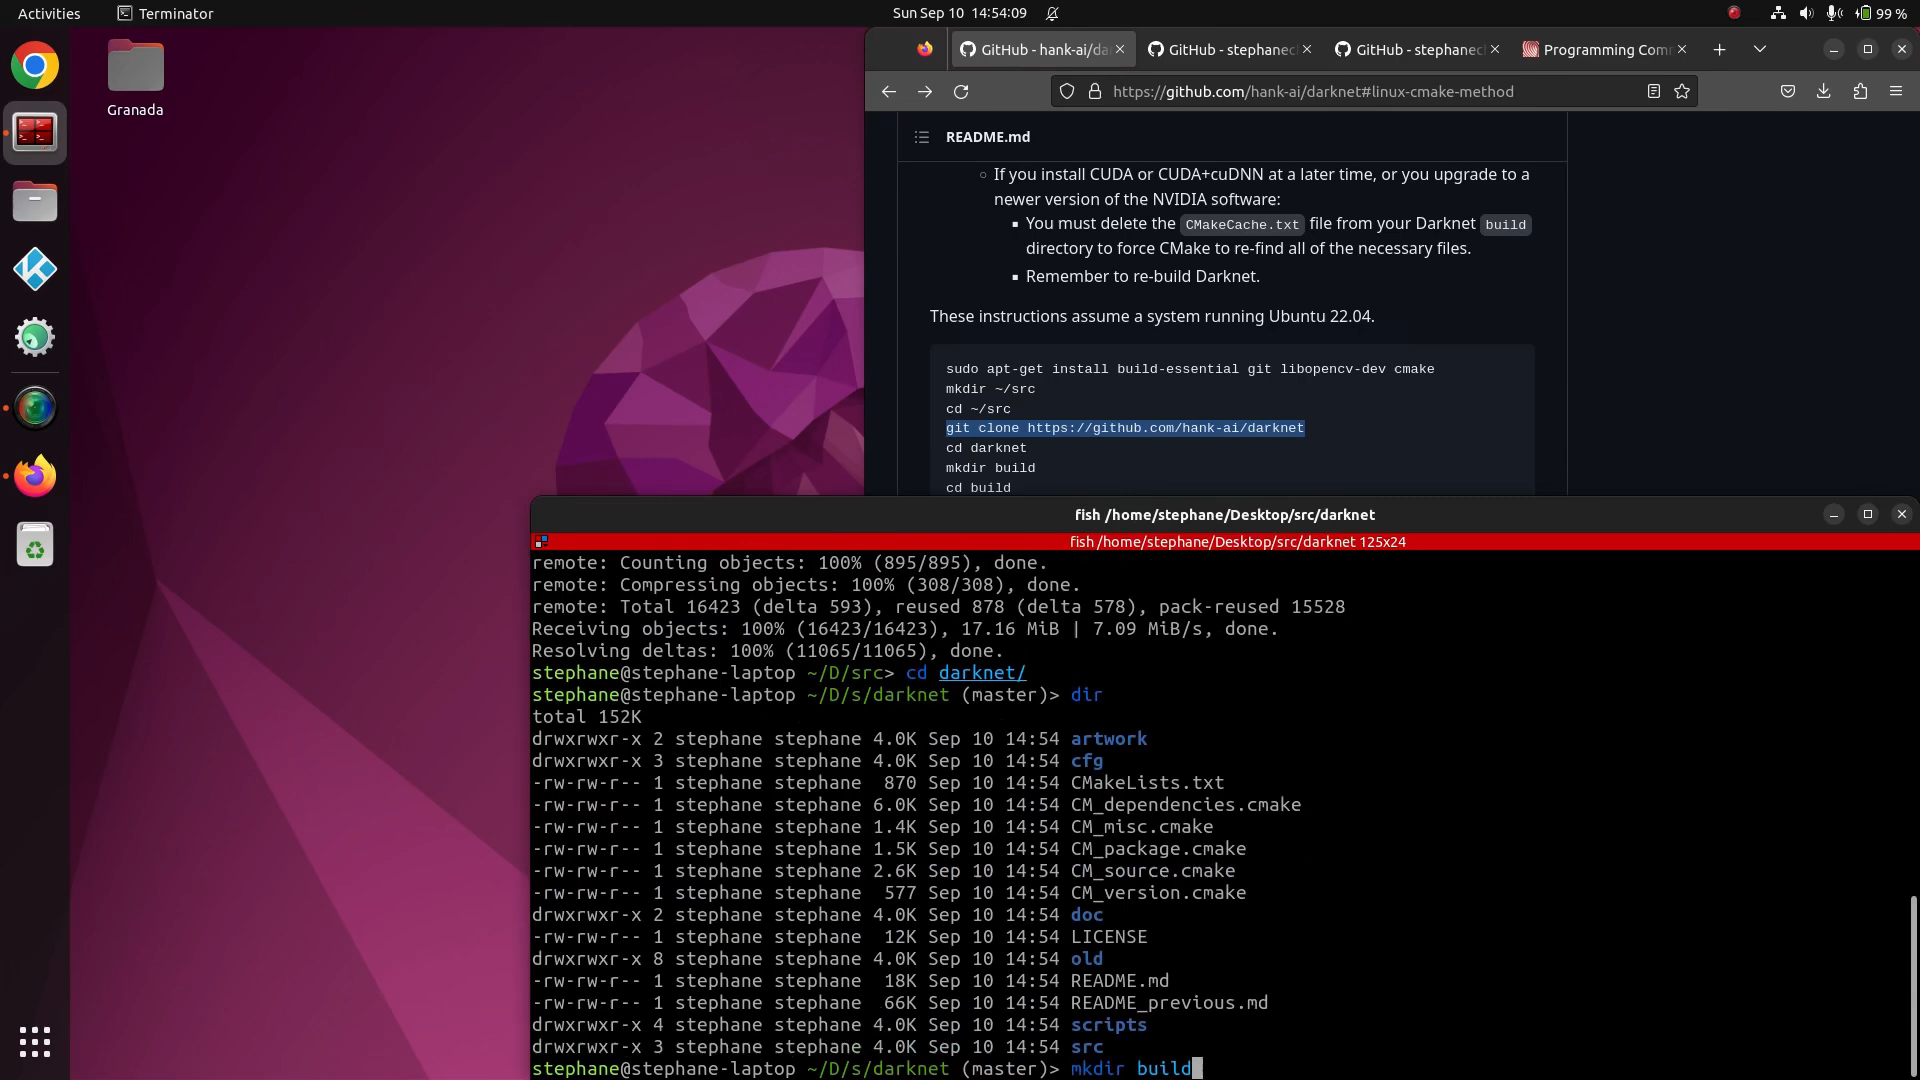 Activities
Terminator
Sun Sep 10 14:54:09
99 %
Granada
GitHub - hank-ai/da
GitHub - stephanec
GitHub - stephanec
Programming Com
https://github.com/hank-ai/darknet#linux-cmake-method
README.md
If you install CUDA or CUDA+cuDNN at a later time, or you upgrade to a
newer version of the NVIDIA software:
You must delete the CMakeCache.txt file from your Darknet build
directory to force CMake to re-find all of the necessary files.
Remember to re-build Darknet.
These instructions assume a system running Ubuntu 22.04.
sudo apt-get install build-essential git libopencv-dev cmake
mkdir ~/src
cd ~/src
git clone https://github.com/hank-ai/darknet
cd darknet
mkdir build
cd build
fish /home/stephane/Desktop/src/darknet
fish /home/stephane/Desktop/src/darknet 125x24
remote: Counting objects: 100% (895/895), done.
remote: Compressing objects: 100% (308/308), done.
remote: Total 16423 (delta 593), reused 878 (delta 578), pack-reused 15528
Receiving objects: 100% (16423/16423), 17.16 MiB | 7.09 MiB/s, done.
Resolving deltas: 100% (11065/11065), done.
stephane@stephane-laptop ~/D/src> cd darknet/
stephane@stephane-laptop ~/D/s/darknet (master)> dir
total 152K
drwxrwxr-x 2 stephane stephane 4.0K Sep 10 14:54 artwork
drwxrwxr-x 3 stephane stephane 4.0K Sep 10 14:54 cfg
-rw-rw-r-- 1 stephane stephane  870 Sep 10 14:54 CMakeLists.txt
-rw-rw-r-- 1 stephane stephane 6.0K Sep 10 14:54 CM_dependencies.cmake
-rw-rw-r-- 1 stephane stephane 1.4K Sep 10 14:54 CM_misc.cmake
-rw-rw-r-- 1 stephane stephane 1.5K Sep 10 14:54 CM_package.cmake
-rw-rw-r-- 1 stephane stephane 2.6K Sep 10 14:54 CM_source.cmake
-rw-rw-r-- 1 stephane stephane  577 Sep 10 14:54 CM_version.cmake
drwxrwxr-x 2 stephane stephane 4.0K Sep 10 14:54 doc
-rw-rw-r-- 1 stephane stephane  12K Sep 10 14:54 LICENSE
drwxrwxr-x 8 stephane stephane 4.0K Sep 10 14:54 old
-rw-rw-r-- 1 stephane stephane  18K Sep 10 14:54 README.md
-rw-rw-r-- 1 stephane stephane  66K Sep 10 14:54 README_previous.md
drwxrwxr-x 4 stephane stephane 4.0K Sep 10 14:54 scripts
drwxrwxr-x 3 stephane stephane 4.0K Sep 10 14:54 src
stephane@stephane-laptop ~/D/s/darknet (master)> mkdir build